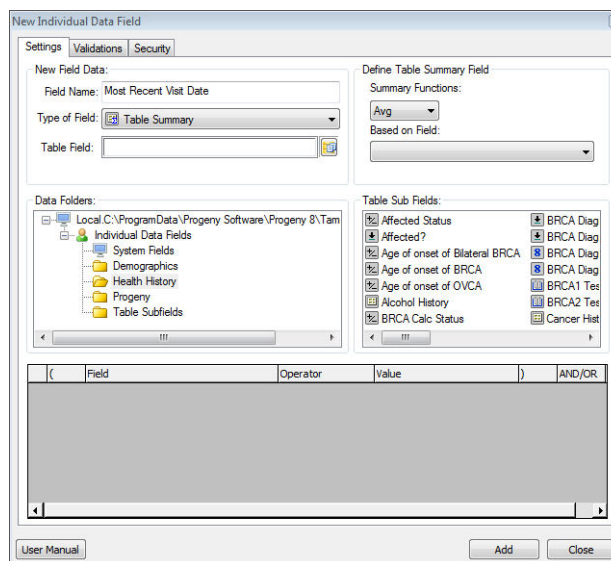 New Individual Data Field
Settings Validations Security
New Field Data:
Field Name: Most Recent Visit Date
Type of Field: Table Summary
Table Field:
Define Table Summary Field
Summary Functions:
Avg
Based on Field:
Data Folders:
Local.C:\ProgramData\Progeny Software\Progeny 8\Tam
Individual Data Fields
System Fields
Demographics
Health History
Progeny
Table Subfields
Table Sub Fields:
Affected Status BRCA Diag
Affected? BRCA Diag
Age of onset of Bilateral BRCA 8 BRCA Diag
Age of onset of BRCA 8 BRCA Diag
Age of onset of OVCA BRCA1 Tes
Alcohol History BRCA2 Tes
BRCA Calc Status Cancer Hist
( Field Operator Value ) AND/OR
User Manual Add Close